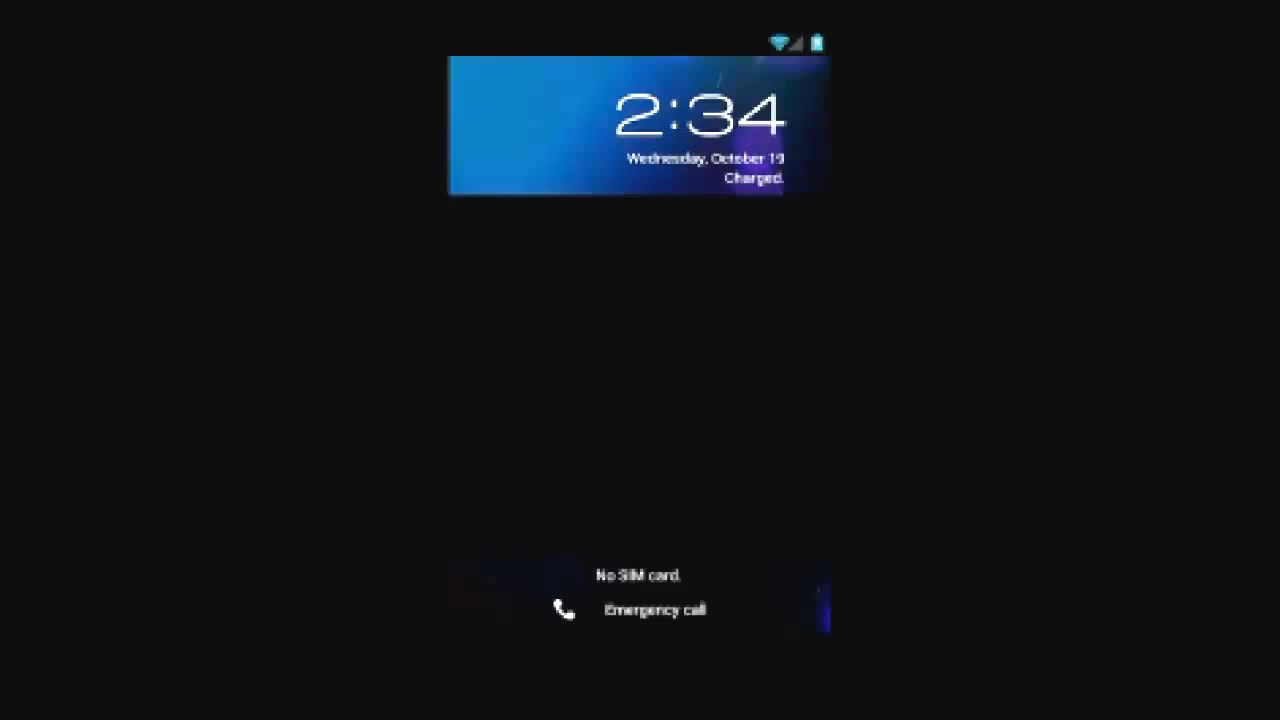 2:34
Wednesday, October 19
Charged.
No SIM card.
Emergency call